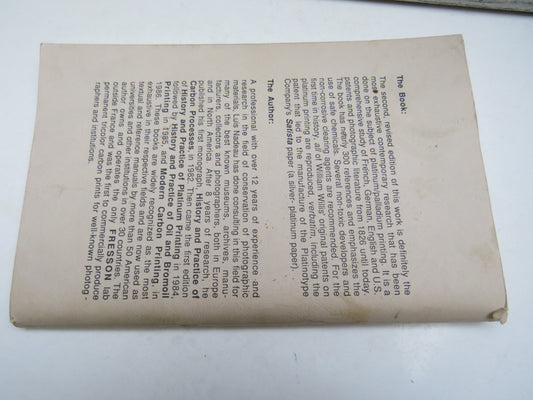 The Book:
The second, revised edition of this work is definitely the
most exhaustive contemporary research that has been
done on the subject of platinum/palladium printing. It is a
comprehensive study of French, German, English and U.S.
patents and photographic literature from 1826 until today.
The book has nearly 300 references and emphasizes the
use of safe chemicals. Several non-toxic developers and
non-corrosive clearing agents are recommended. For the
first time in history, all of William Willis' original patents on
platinum printing are reproduced, verbatim, including the
patent that led to the manufacture of the Platinotype
Company's Satista paper (a silver-platinum paper).
The Author:
A professional with over 12 years of experience and
research in the field of conservation of photographic
materials, Luis Nadeau has done consulting in this field for
many of the best known museums, archives, manu-
facturers, collectors and photographers, both in Europe
and in North America. After 8 years of research, he
published his first monograph, History and Practice of
Carbon Processes in 1982. Then came the first edition
of History and Practice of Platinum Printing in 1984,
followed by History and Practice of Oil and Bromoil
Printing in 1985, and Modern Carbon Printing, in
1986. These books are widely recognized as the most
exhaustive in their respective fields and are now used as
textual and reference manuals by more than 50 American
universities and other institutions in over 30 countries. The
author owns and operates the only FRESSON lab
outside France and was the first to commercially produce
permanent tricolor carbon prints for well-known photog-
raphers and institutions.